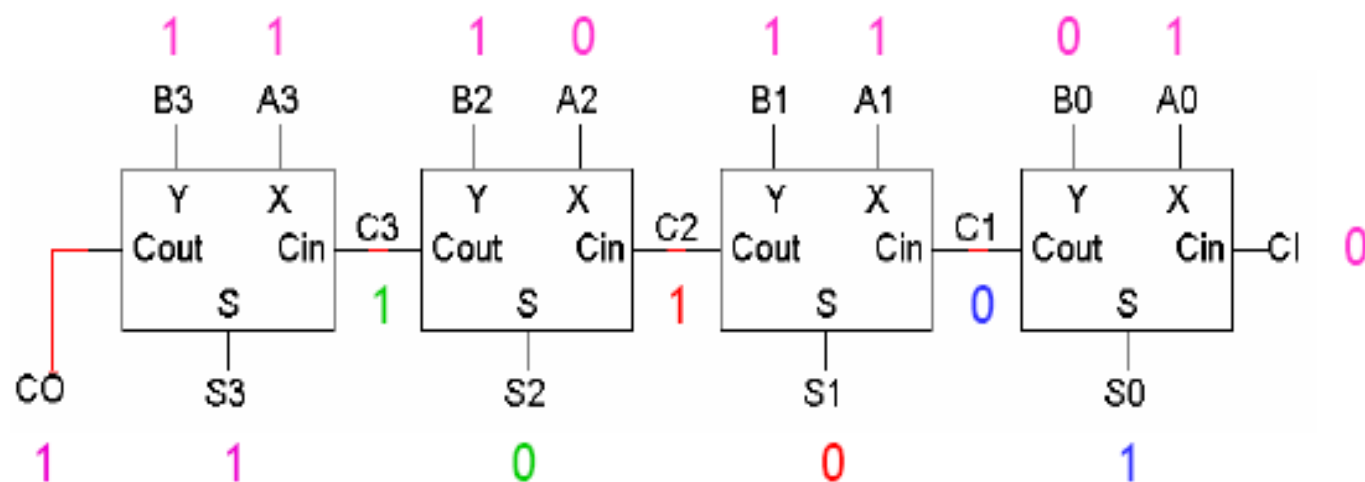 1 1 1 0 1 1 0 1
B3 A3 B2 A2 B1 A1 B0 A0
Y X Y X Y X Y X
C3 C2 C1
Cout Cin Cout Cin Cout Cin Cout Cin CI 0
S 1 S 1 S 0 S
CO S3 S2 S1 S0
1 1 0 0 1